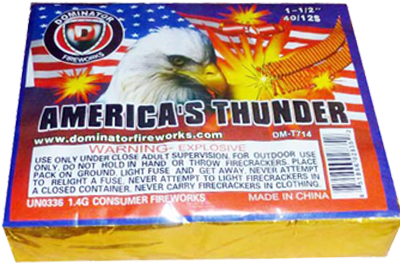 DOMINATOR
D
FIREWORKS
1-1/2"
40/12S
AMERICA'S THUNDER
www.dominatorfireworks.com
DM-T714
WARNING- EXPLOSIVE
USE ONLY UNDER CLOSE ADULT SUPERVISION. FOR OUTDOOR USE
ONLY. DO NOT HOLD IN HAND OR THROW FIRECRACKERS. PLACE
PACK ON GROUND. LIGHT FUSE AND GET AWAY. NEVER ATTEMPT
TO RELIGHT A FUSE. NEVER ATTEMPT TO LIGHT FIRECRACKERS IN
A CLOSED CONTAINER. NEVER CARRY FIRECRACKERS IN CLOTHING.
UN0336 1.4G CONSUMER FIREWORKS
MADE IN CHINA